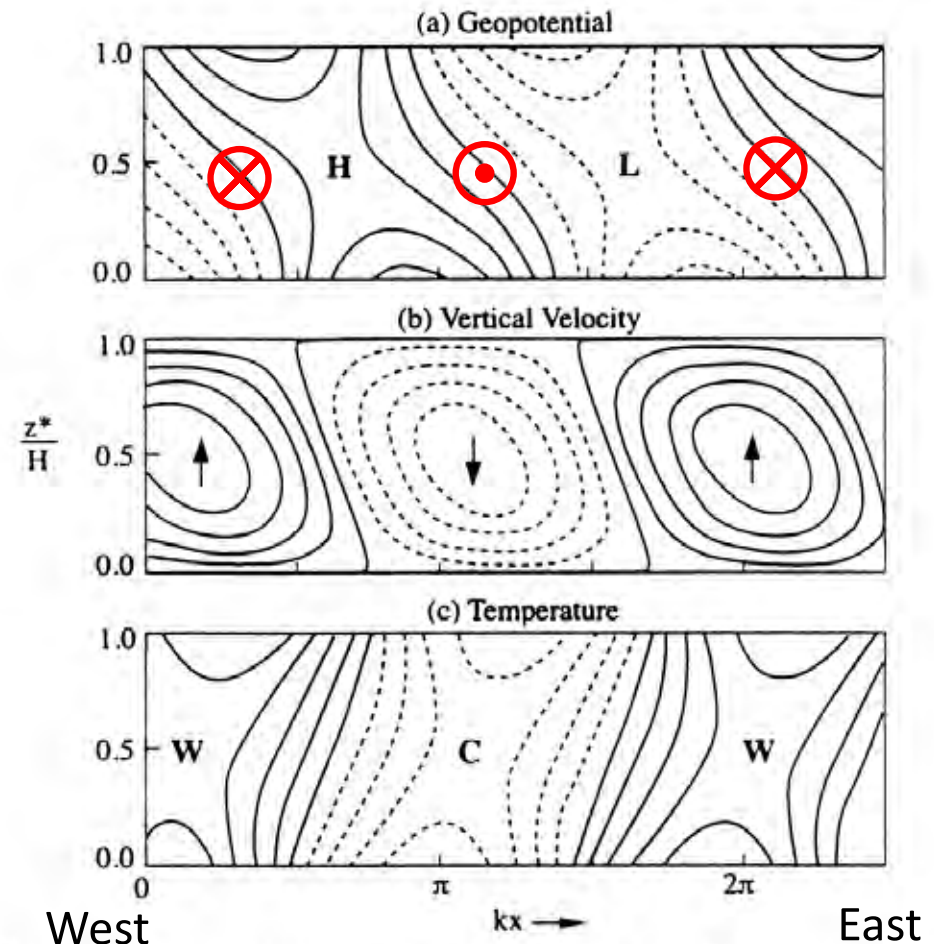 (a) Geopotential
1.0
0.5
0.0
H
L
(b) Vertical Velocity
1.0
z*
H
0.5
0.0
(c) Temperature
1.0
0.5
0.0
W
C
W
0
π
2π
kx
West
East